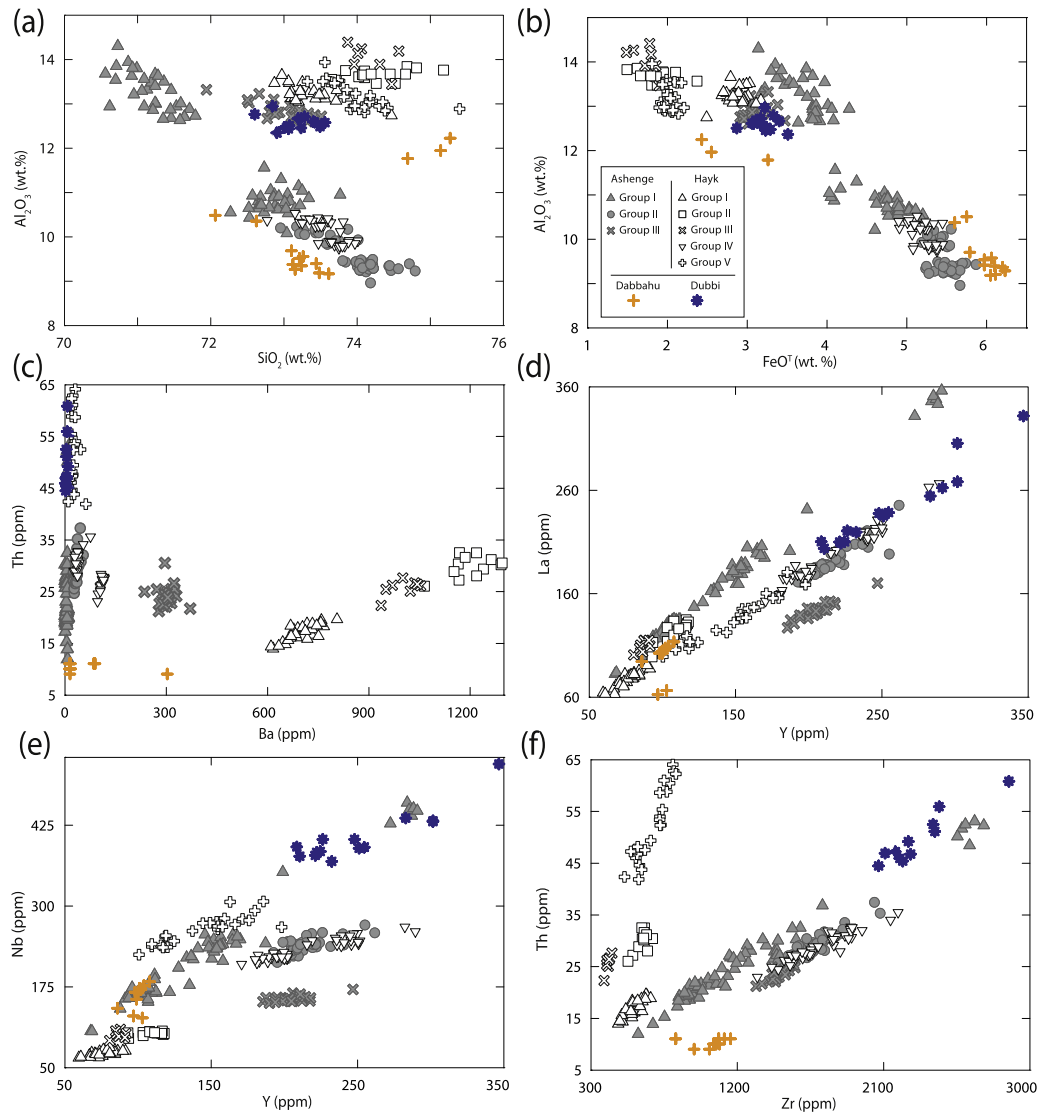 (a)
14
12
10
8
Al₂O₃ (wt.%)
70
72
74
76
SiO₂ (wt.%)
(b)
14
12
10
8
Al₂O₃ (wt.%)
1
2
3
4
5
6
FeOᵀ (wt. %)
Ashenge
Group I
Group II
Group III
Hayk
Group I
Group II
Group III
Group IV
Group V
Dabbahu
Dubbi
(c)
65
55
45
35
25
15
5
Th (ppm)
0
300
600
900
1200
Ba (ppm)
(d)
360
260
160
60
La (ppm)
50
150
250
350
Y (ppm)
(e)
425
300
175
50
Nb (ppm)
50
150
250
350
Y (ppm)
(f)
65
55
45
35
25
15
5
Th (ppm)
300
1200
2100
3000
Zr (ppm)